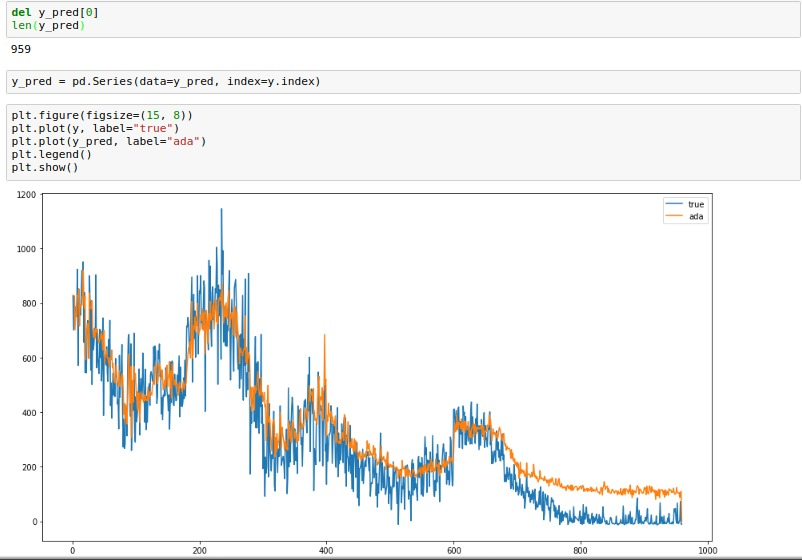 del y_pred[0]
len(y_pred)
959
y_pred = pd.Series(data=y_pred, index=y.index)
plt.figure(figsize=(15, 8))
plt.plot(y, label="true")
plt.plot(y_pred, label="ada")
plt.legend()
plt.show()
1200
1000
800
600
400
200
0
true
ada
0
200
400
600
800
1000